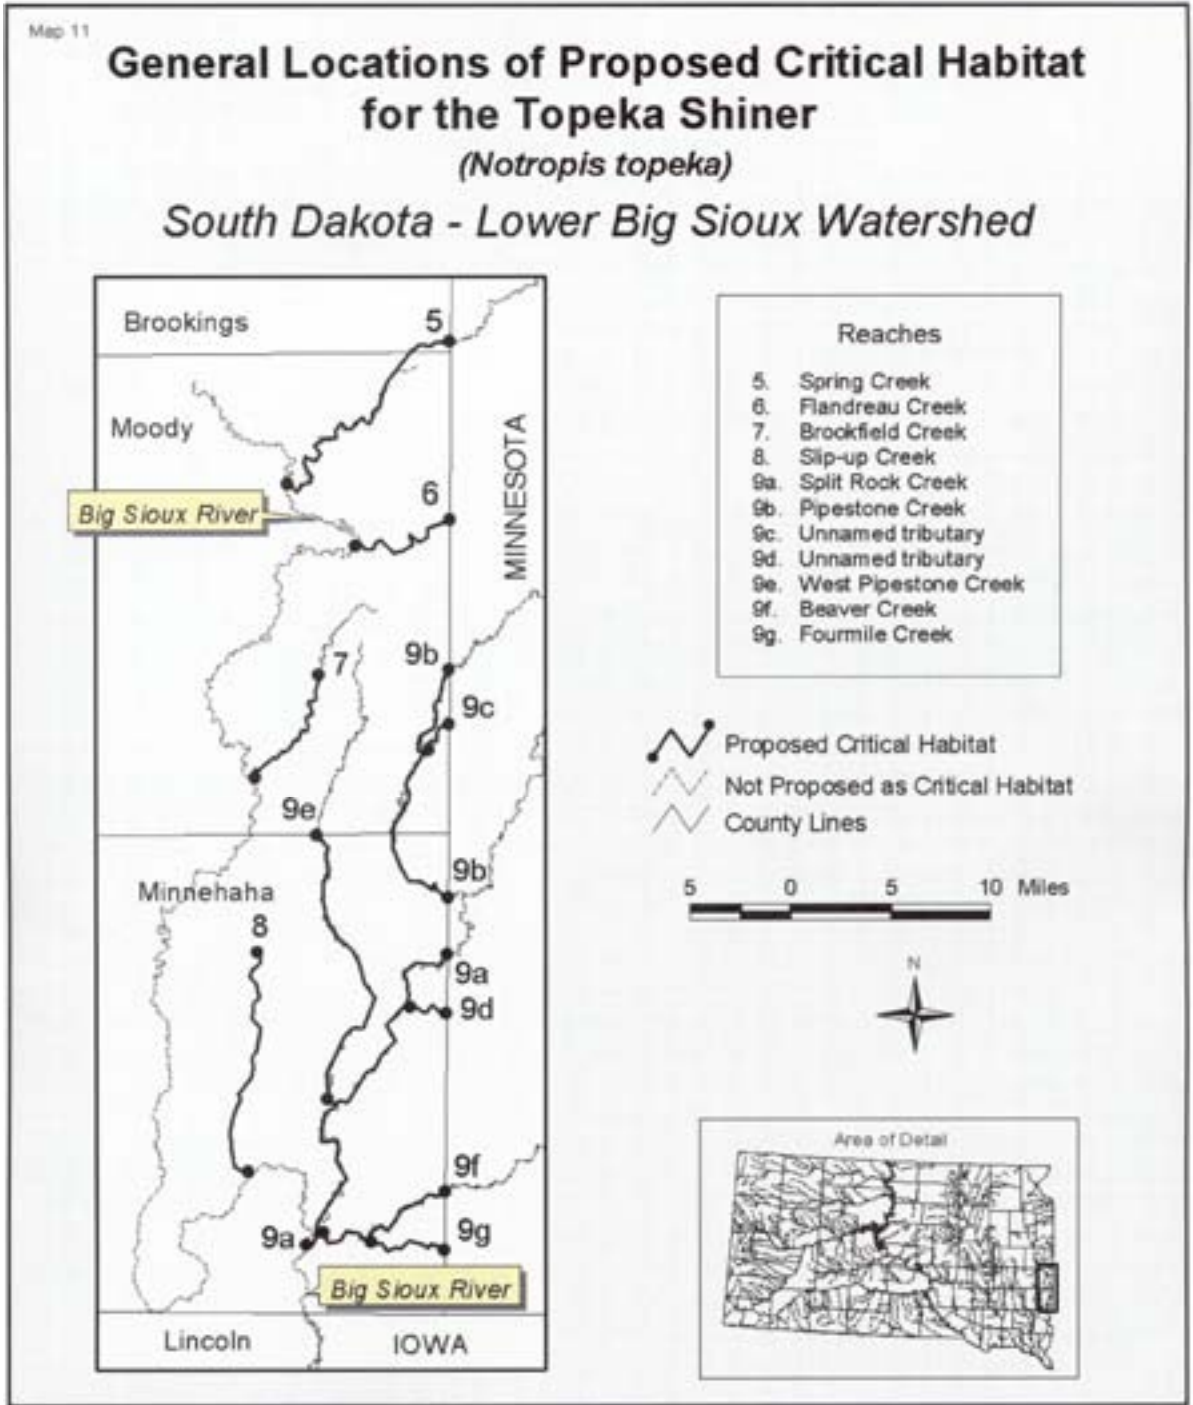 Map 11
General Locations of Proposed Critical Habitat
for the Topeka Shiner
(Notropis topeka)
South Dakota - Lower Big Sioux Watershed
Brookings
5
Moody
MINNESOTA
Big Sioux River
6
7
9b
9c
9e
9b
Minnehaha
8
9a
9d
9f
9a
9g
Big Sioux River
Lincoln
IOWA
Reaches
5. Spring Creek
6. Flandreau Creek
7. Brookfield Creek
8. Slip-up Creek
9a. Split Rock Creek
9b. Pipestone Creek
9c. Unnamed tributary
9d. Unnamed tributary
9e. West Pipestone Creek
9f. Beaver Creek
9g. Fourmile Creek
Proposed Critical Habitat
Not Proposed as Critical Habitat
County Lines
5 0 5 10 Miles
N
Area of Detail